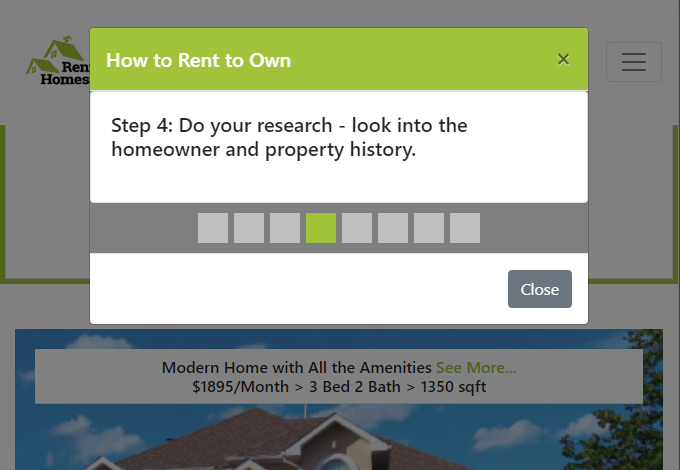 How to Rent to Own
×
Rent
Homes
Step 4: Do your research - look into the
homeowner and property history.
Close
Modern Home with All the Amenities See More...
$1895/Month > 3 Bed 2 Bath > 1350 sqft